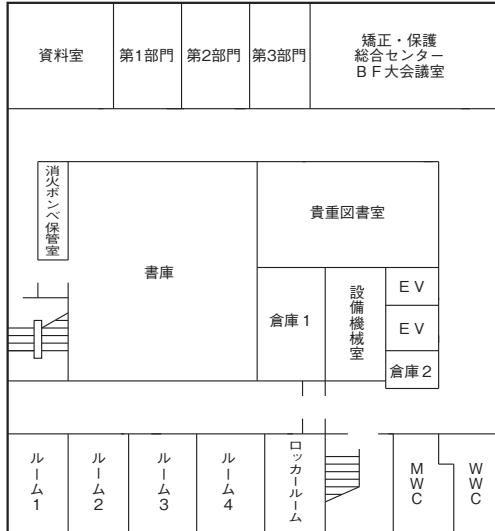 資料室
第1部門
第2部門
第3部門
矯正・保護
総合センター
BF大会議室
消火ボンベ保管室
書庫
貴重図書室
倉庫1
設備機械室
EV
EV
倉庫2
ルーム1
ルーム2
ルーム3
ルーム4
ロッカールーム
MWC
WWC